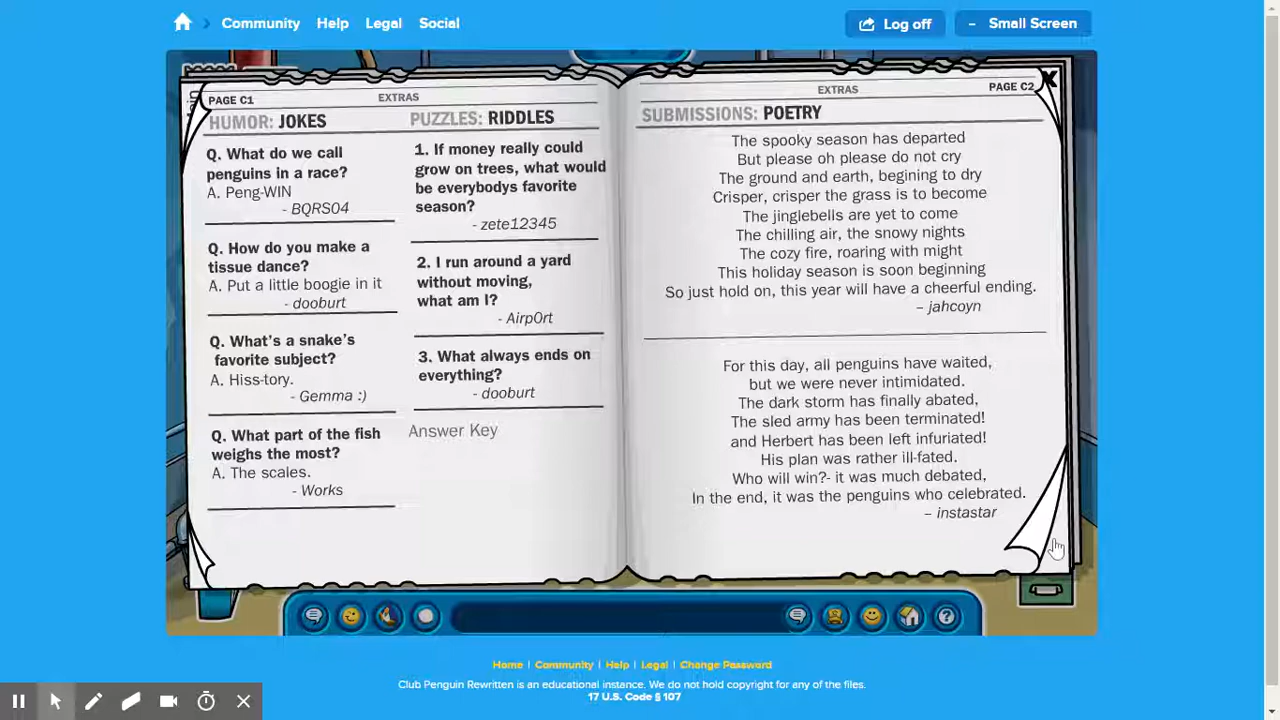 Community
Help
Legal
Social
Log off
Small Screen
PAGE C1
EXTRAS
HUMOR: JOKES
Q. What do we call
penguins in a race?
A. Peng-WIN
- BQRS04
Q. How do you make a
tissue dance?
A. Put a little boogie in it
- dooburt
Q. What's a snake's
favorite subject?
A. Hiss-tory.
- Gemma :)
Q. What part of the fish
weighs the most?
A. The scales.
- Works
PUZZLES: RIDDLES
1. If money really could
grow on trees, what would
be everybodys favorite
season?
- zete12345
2. I run around a yard
without moving,
what am I?
- Airp0rt
3. What always ends on
everything?
- dooburt
Answer Key
EXTRAS
PAGE C2
X
SUBMISSIONS: POETRY
The spooky season has departed
But please oh please do not cry
The ground and earth, begining to dry
Crisper, crisper the grass is to become
The jinglebells are yet to come
The chilling air, the snowy nights
The cozy fire, roaring with might
This holiday season is soon beginning
So just hold on, this year will have a cheerful ending.
– jahcoyn
For this day, all penguins have waited,
but we were never intimidated.
The dark storm has finally abated,
The sled army has been terminated!
and Herbert has been left infuriated!
His plan was rather ill-fated.
Who will win?- it was much debated,
In the end, it was the penguins who celebrated.
– instastar
Home | Community | Help | Legal | Change Password
Club Penguin Rewritten is an educational instance. We do not hold copyright for any of the files.
17 U.S. Code § 107